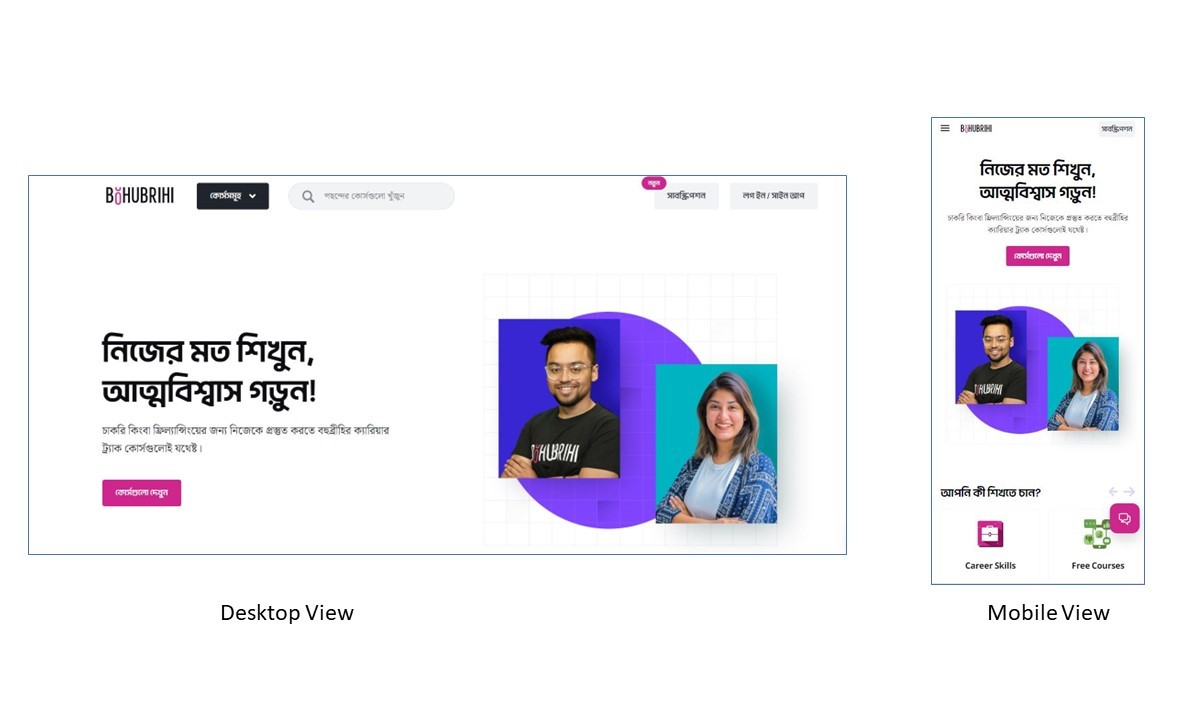 BOHUBRIHI
কোর্সসমূহ
পছন্দের কোর্সগুলো খুঁজুন
নতুন
সাবস্ক্রিপশন
লগ ইন / সাইন আপ
নিজের মত শিখুন,
আত্মবিশ্বাস গড়ুন!
চাকরি কিংবা ফ্রিল্যান্সিংয়ের জন্য নিজেকে প্রস্তুত করতে বহুব্রীহির ক্যারিয়ার
ট্র্যাক কোর্সগুলোই যথেষ্ট।
কোর্সগুলো দেখুন
BOHUBRIHI
Desktop View
BOHUBRIHI
সাবস্ক্রিপশন
নিজের মত শিখুন,
আত্মবিশ্বাস গড়ুন!
চাকরি কিংবা ফ্রিল্যান্সিংয়ের জন্য নিজেকে প্রস্তুত করতে বহুব্রীহির
ক্যারিয়ার ট্র্যাক কোর্সগুলোই যথেষ্ট।
কোর্সগুলো দেখুন
BOHUBRIHI
আপনি কী শিখতে চান?
Career Skills
Free Courses
Mobile View